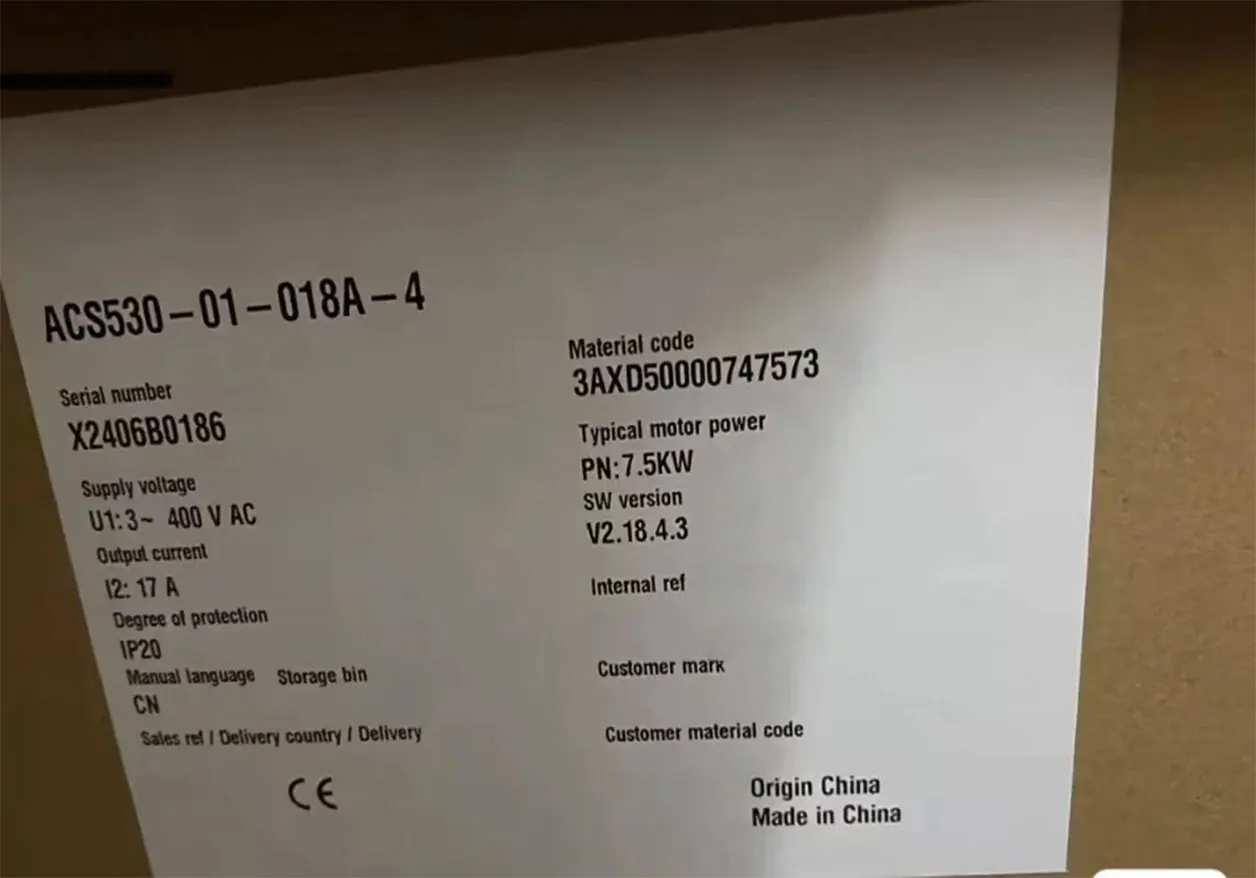 ACS530-01-018A-4
Serial number
X2406B0186
Supply voltage
U1:3~ 400 V AC
Output current
I2: 17 A
Degree of protection
IP20
Manual language Storage bin
CN
Sales ref / Delivery country / Delivery
CE
Material code
3AXD50000747573
Typical motor power
PN:7.5KW
SW version
V2.18.4.3
Internal ref
Customer mark
Customer material code
Origin China
Made in China